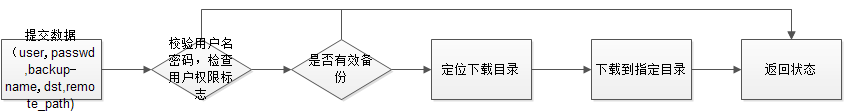 提交数据
（user,passwd
,backup-
name,dst,remo
te_path)
校验用户名
密码，检查
用户权限标
志
是否有效备
份
定位下载目录
下载到指定目录
返回状态